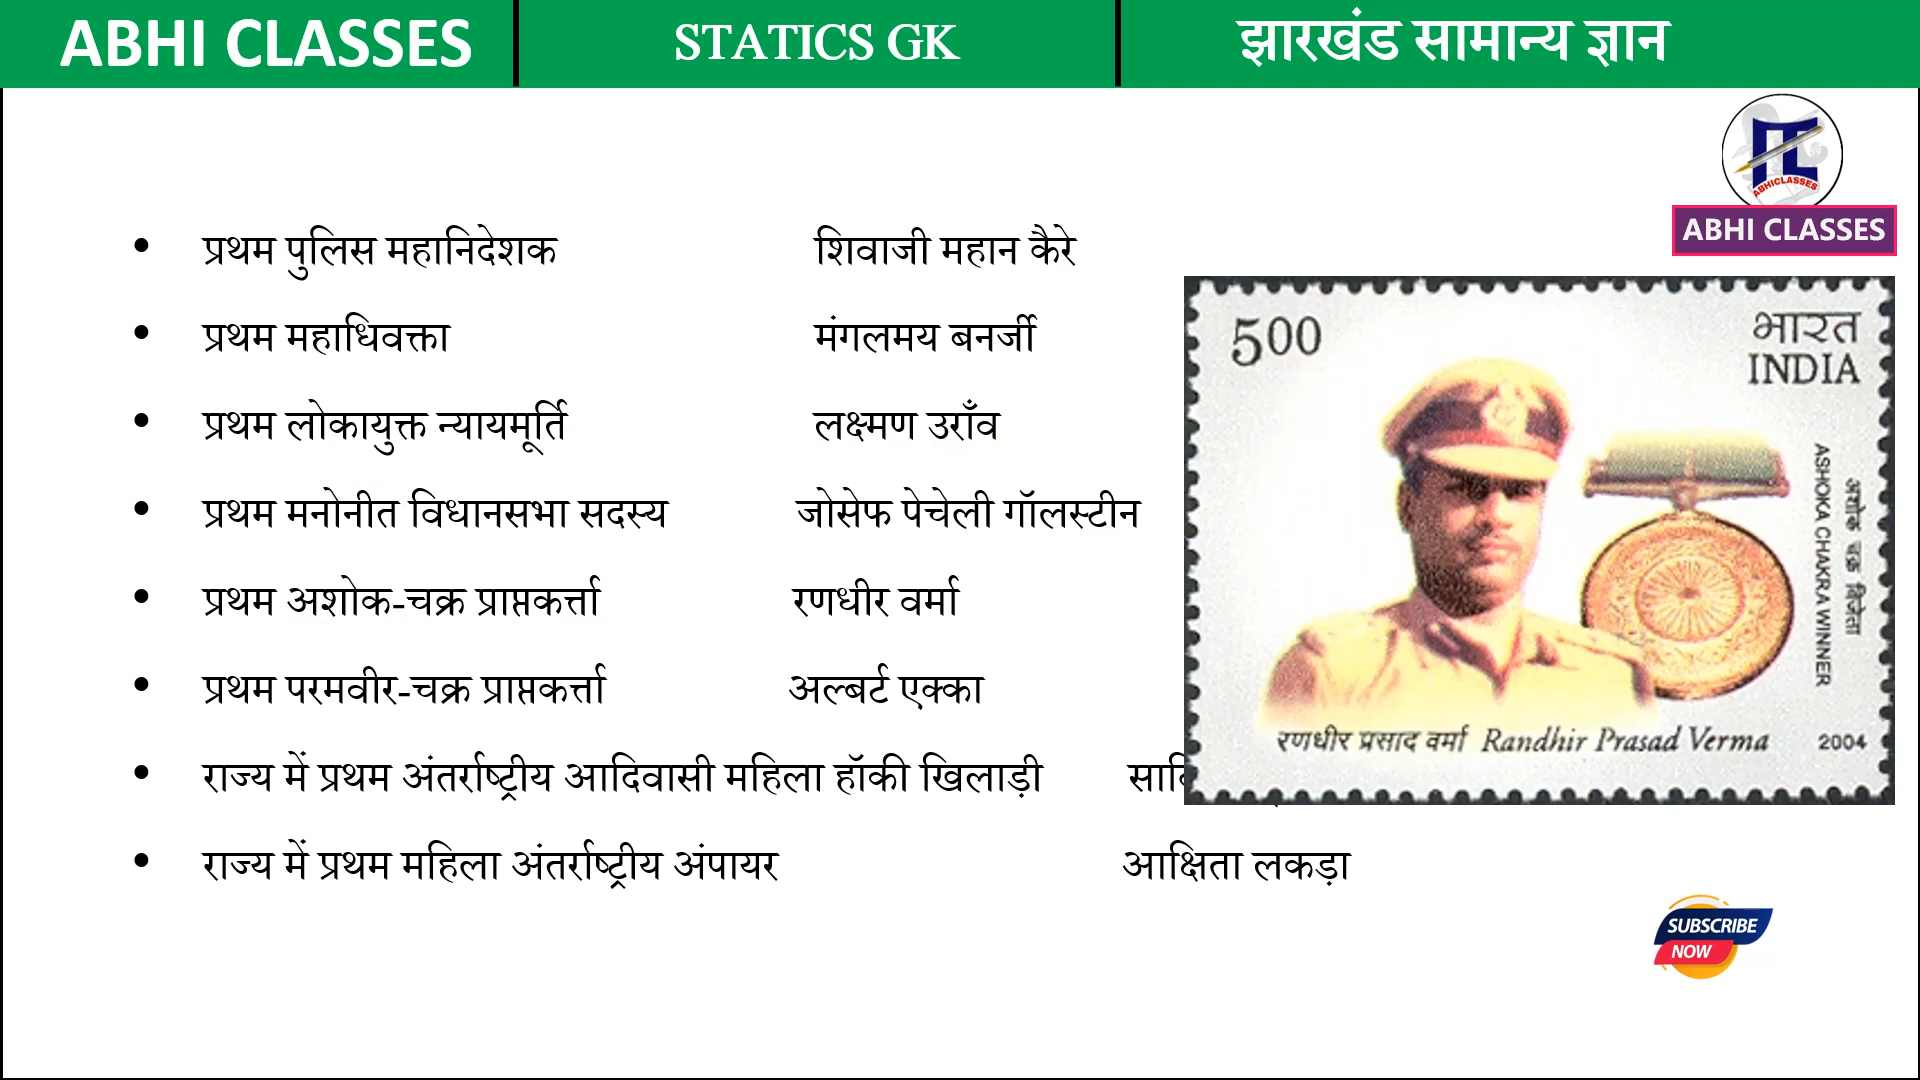 ABHI CLASSES
STATICS GK
झारखंड सामान्य ज्ञान
ABHICLASSES
ABHI CLASSES
• प्रथम पुलिस महानिदेशक शिवाजी महान कैरे
• प्रथम महाधिवक्ता मंगलमय बनर्जी
• प्रथम लोकायुक्त न्यायमूर्ति लक्ष्मण उराँव
• प्रथम मनोनीत विधानसभा सदस्य जोसेफ पेचेली गॉलस्टीन
• प्रथम अशोक-चक्र प्राप्तकर्त्ता रणधीर वर्मा
• प्रथम परमवीर-चक्र प्राप्तकर्त्ता अल्बर्ट एक्का
• राज्य में प्रथम अंतर्राष्ट्रीय आदिवासी महिला हॉकी खिलाड़ी
• राज्य में प्रथम महिला अंतर्राष्ट्रीय अंपायर आक्षिता लकड़ा
500
भारत
INDIA
अशोक चक्र विजेता
ASHOKA CHAKRA WINNER
रणधीर प्रसाद वर्मा Randhir Prasad Verma 2004
SUBSCRIBE
NOW